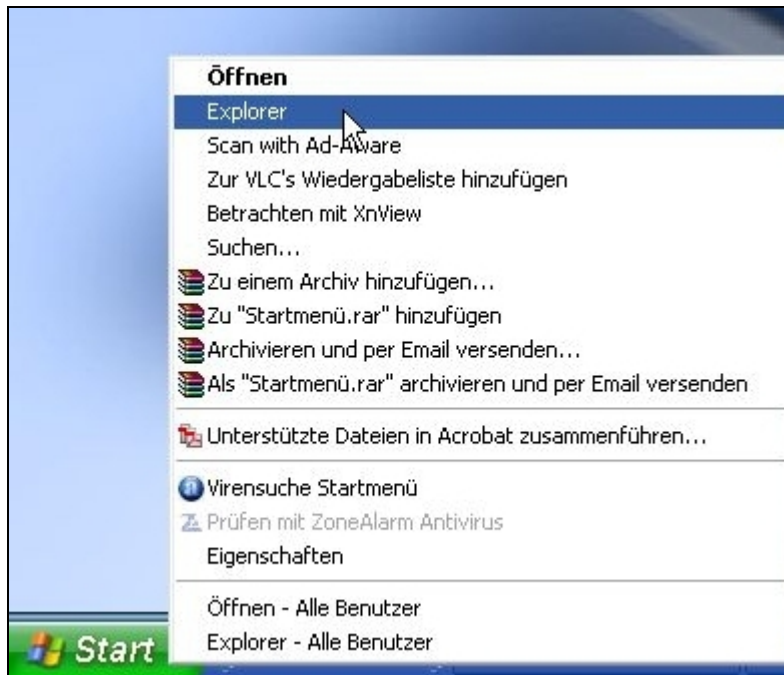 Öffnen
Explorer
Scan with Ad-Aware
Zur VLC's Wiedergabeliste hinzufügen
Betrachten mit XnView
Suchen...
Zu einem Archiv hinzufügen...
Zu "Startmenü.rar" hinzufügen
Archivieren und per Email versenden...
Als "Startmenü.rar" archivieren und per Email versenden
Unterstützte Dateien in Acrobat zusammenführen...
Virensuche Startmenü
Prüfen mit ZoneAlarm Antivirus
Eigenschaften
Öffnen - Alle Benutzer
Explorer - Alle Benutzer
Start